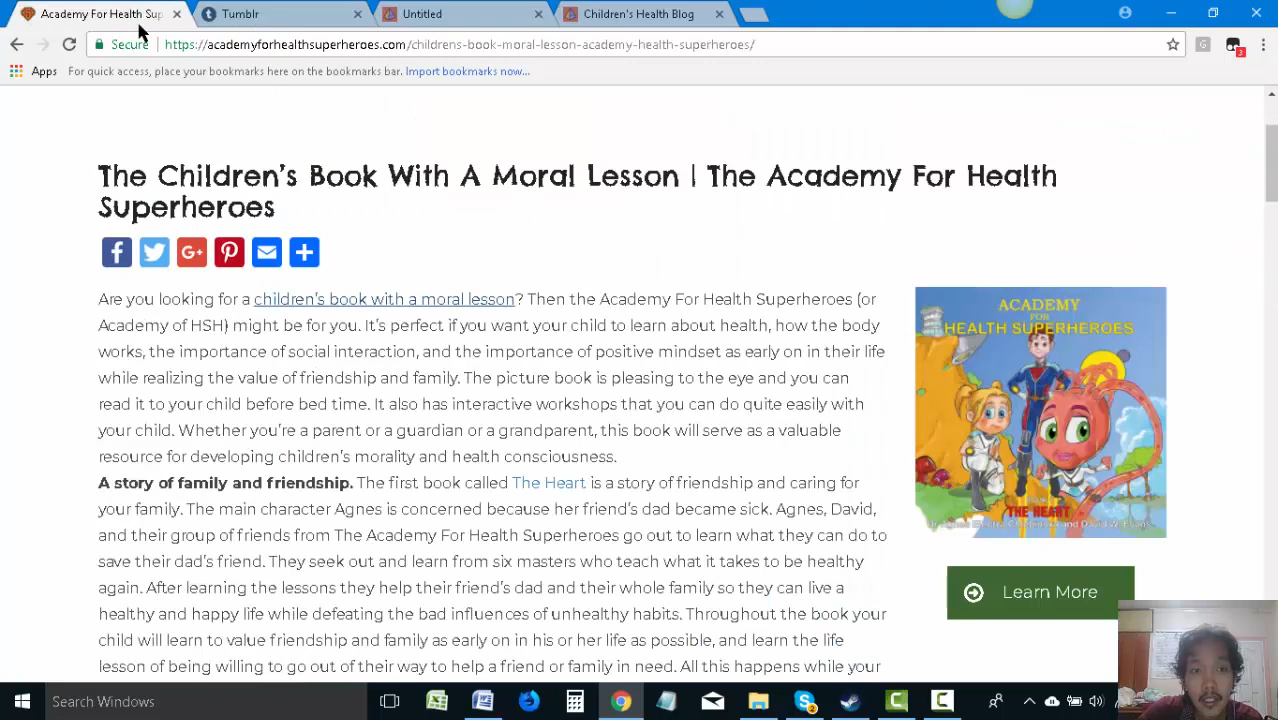 Academy For Health Sup
Tumblr
Untitled
Children's Health Blog
Secure
https://academyforhealthsuperheroes.com/childrens-book-moral-lesson-academy-health-superheroes/
3
Apps
For quick access, place your bookmarks here on the bookmarks bar. Import bookmarks now...
The Children's Book With A Moral Lesson | The Academy For Health
Superheroes
Are you looking for a children's book with a moral lesson? Then the Academy For Health Superheroes (or
Academy of HSH) might be for you. It's perfect if you want your child to learn about health, how the body
works, the importance of social interaction, and the importance of positive mindset as early on in their life
while realizing the value of friendship and family. The picture book is pleasing to the eye and you can
read it to your child before bed time. It also has interactive workshops that you can do quite easily with
your child. Whether you're a parent or a guardian or a grandparent, this book will serve as a valuable
resource for developing children's morality and health consciousness.
A story of family and friendship. The first book called The Heart is a story of friendship and caring for
your family. The main character Agnes is concerned because her friend's dad became sick. Agnes, David,
and their group of friends from The Academy For Health Superheroes go out to learn what they can do to
save their dad's friend. They seek out and learn from six masters who teach what it takes to be healthy
again. After learning the lessons they help their friend's dad and their whole family so they can live a
healthy and happy life while defeating the bad influences of unhealthy habits. Throughout the book your
child will learn to value friendship and family as early on in his or her life as possible, and learn the life
lesson of being willing to go out of their way to help a friend or family in need. All this happens while your
ACADEMY
FOR
HEALTH SUPERHEROES
THE HEART
and David W. Evans
Learn More
Search Windows
2